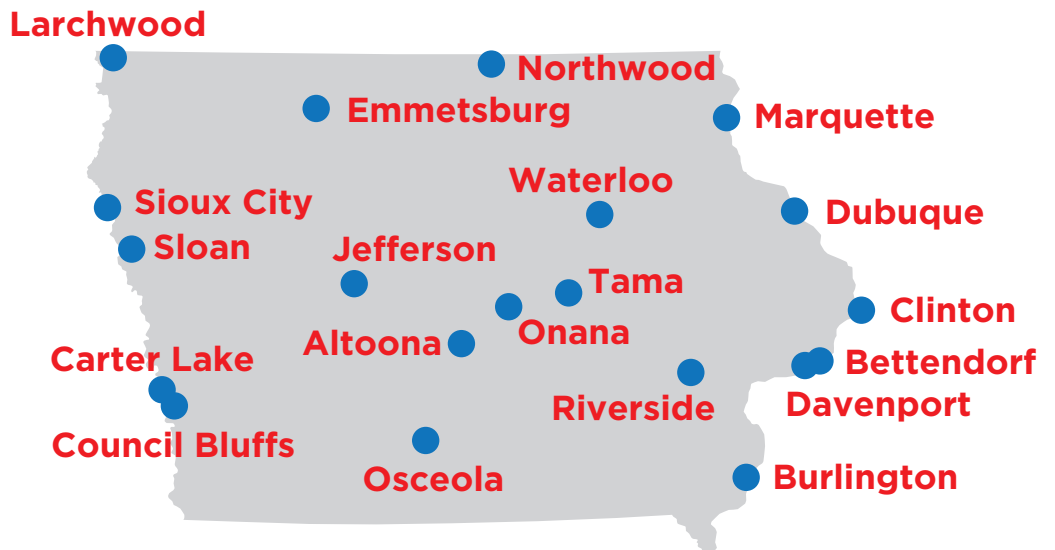 Larchwood
Northwood
Emmetsburg
Marquette
Waterloo
Sioux City
Dubuque
Sloan
Jefferson
Tama
Clinton
Onana
Altoona
Carter Lake
Bettendorf
Riverside
Davenport
Council Bluffs
Osceola
Burlington